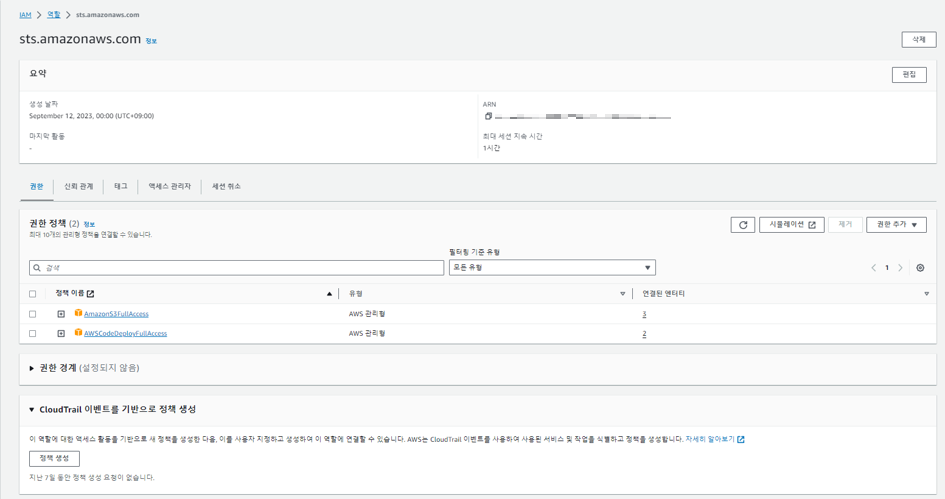 IAM > 역할 > sts.amazonaws.com
sts.amazonaws.com 정보
삭제
요약
편집
생성 날짜
September 12, 2023, 00:00 (UTC+09:00)
ARN
마지막 활동
-
최대 세션 지속 시간
1시간
권한 신뢰 관계 태그 액세스 관리자 세션 취소
권한 정책 (2) 정보
최대 10개의 관리형 정책을 연결할 수 있습니다.
시뮬레이션 제거 권한 추가
필터링 기준 유형
검색 모든 유형 1
정책 이름 유형 연결된 엔터티
AmazonS3FullAccess AWS 관리형 3
AWSCodeDeployFullAccess AWS 관리형 2
권한 경계 (설정되지 않음)
CloudTrail 이벤트를 기반으로 정책 생성
이 역할에 대한 액세스 활동을 기반으로 새 정책을 생성한 다음, 이를 사용자 지정하고 생성하여 이 역할에 연결할 수 있습니다. AWS는 CloudTrail 이벤트를 사용하여 사용된 서비스 및 작업을 식별하고 정책을 생성합니다. 자세히 알아보기
정책 생성
지난 7일 동안 정책 생성 요청이 없습니다.